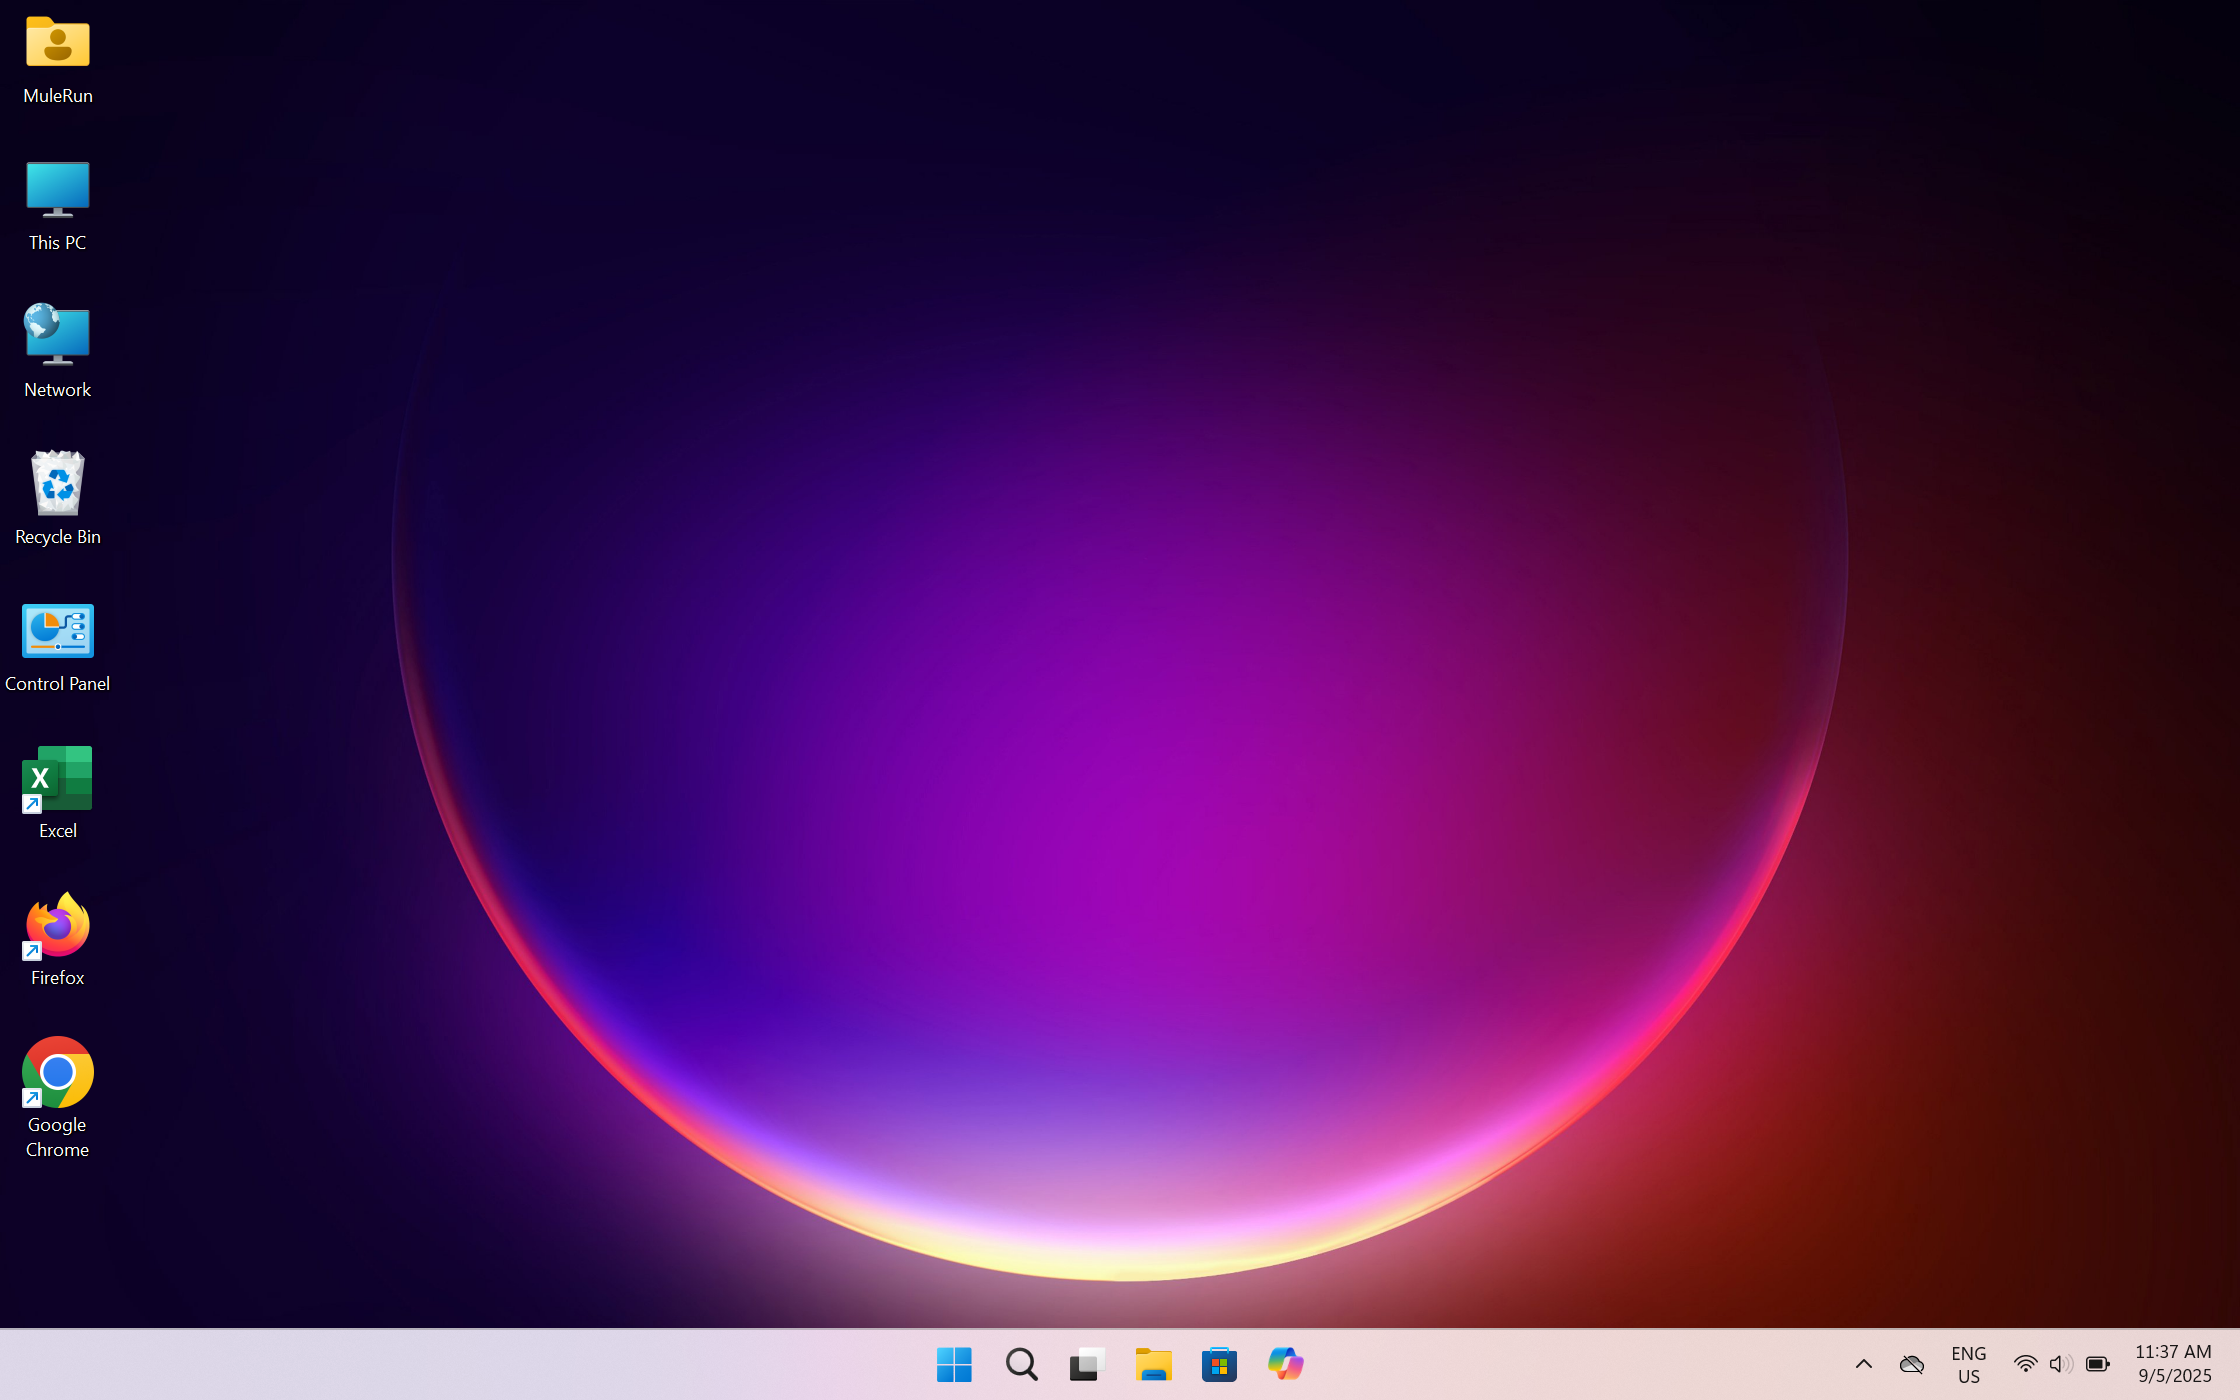 MuleRun
This PC
Network
Recycle Bin
Control Panel
X
Excel
Firefox
Google
Chrome
ENG
US
11:37 AM
9/5/2025